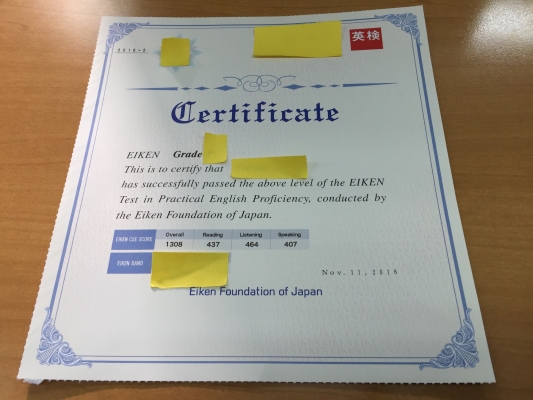 2016-2
英検
Certificate
EIKEN Grade
This is to certify that
has successfully passed the above level of the EIKEN
Test in Practical English Proficiency, conducted by
the Eiken Foundation of Japan.
EIKEN CSE SCORE Overall Reading Listening Speaking
1308 437 464 407
EIKEN BAND
Nov. 11, 2016
Eiken Foundation of Japan